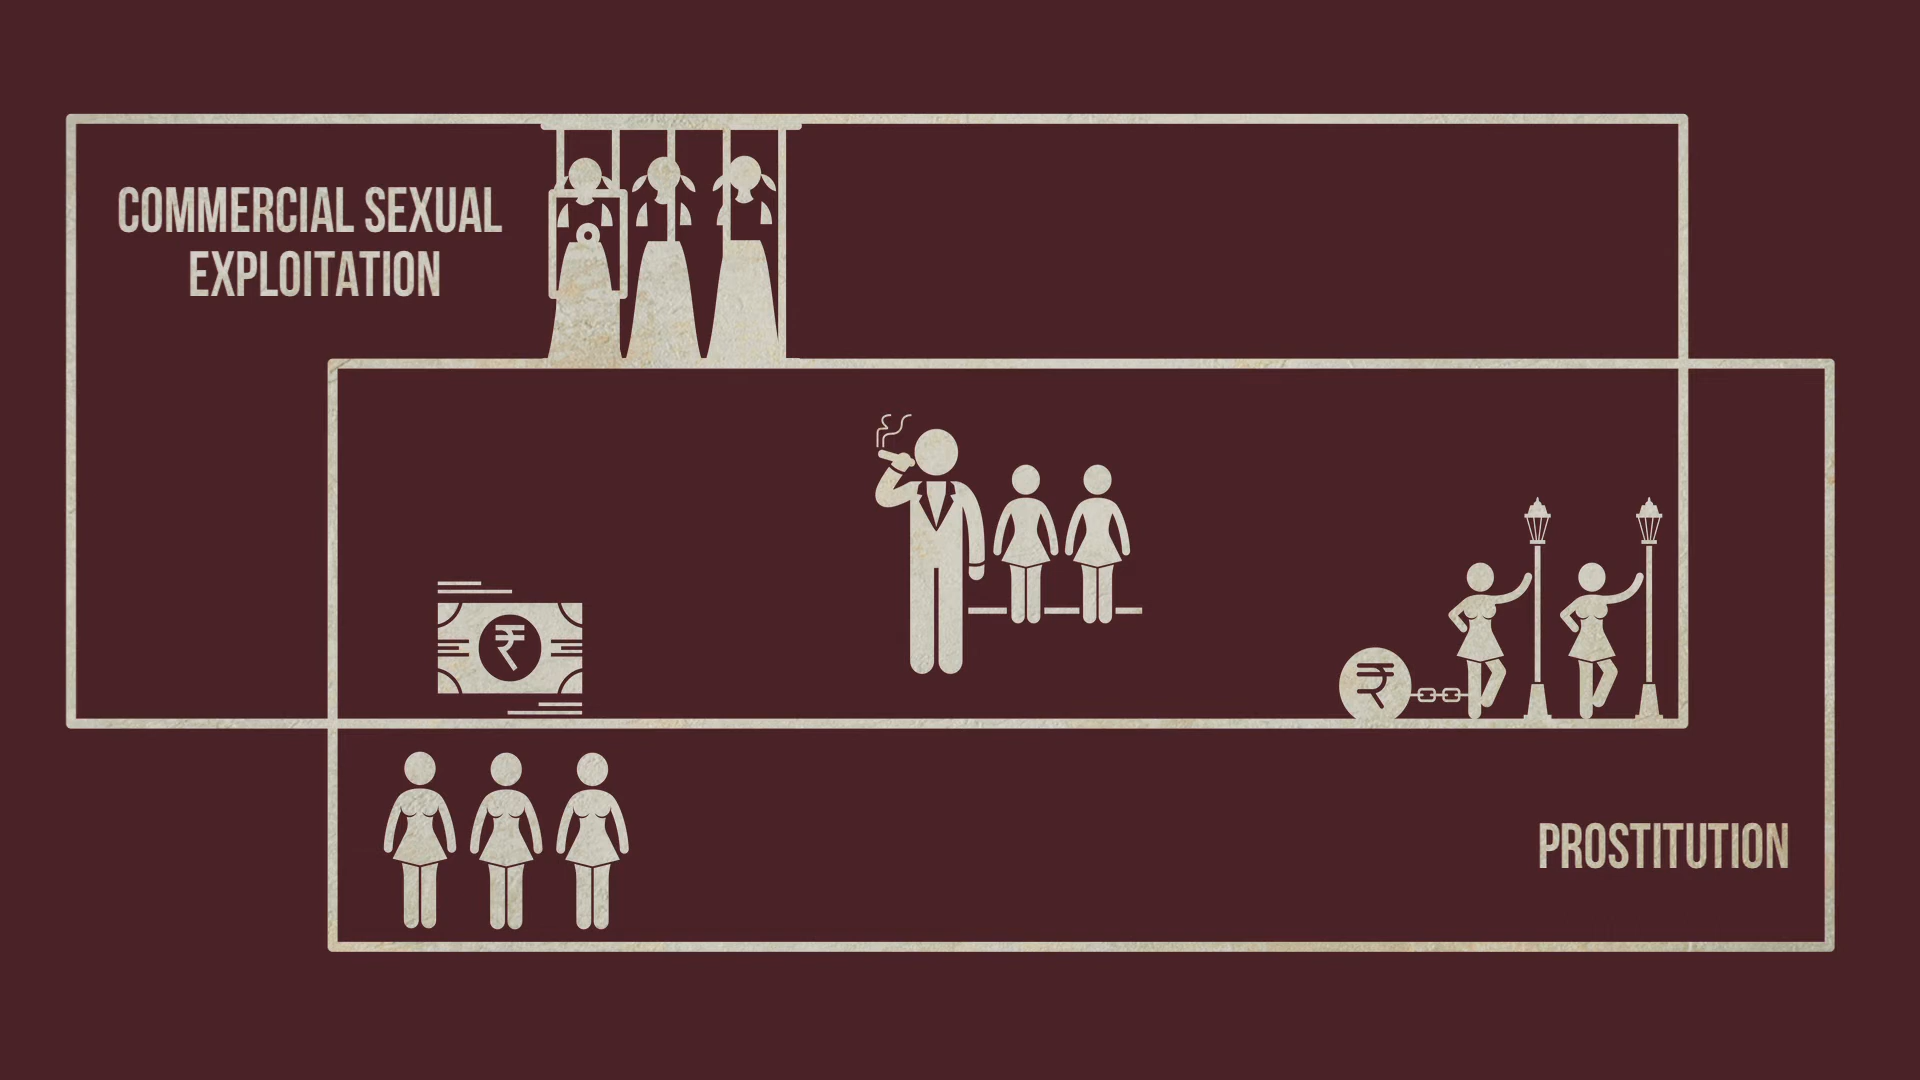 COMMERCIAL SEXUAL
EXPLOITATION
₹
₹
PROSTITUTION